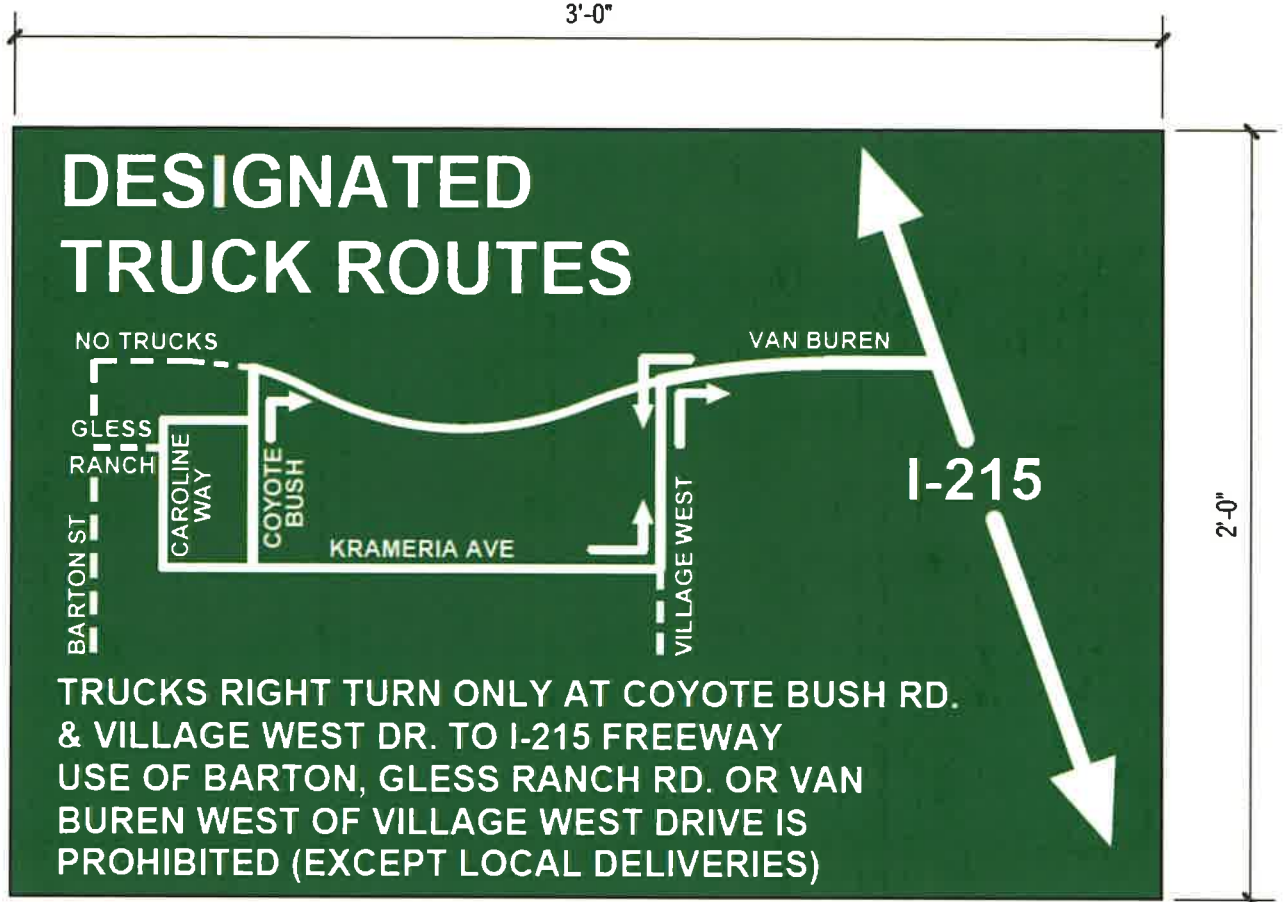 3'-0"
DESIGNATED
TRUCK ROUTES
NO TRUCKS
VAN BUREN
GLESS
RANCH
CAROLINE
WAY
COYOTE
BUSH
BARTON ST
KRAMERIA AVE
VILLAGE WEST
I-215
2'-0"
TRUCKS RIGHT TURN ONLY AT COYOTE BUSH RD.
& VILLAGE WEST DR. TO I-215 FREEWAY
USE OF BARTON, GLESS RANCH RD. OR VAN
BUREN WEST OF VILLAGE WEST DRIVE IS
PROHIBITED (EXCEPT LOCAL DELIVERIES)